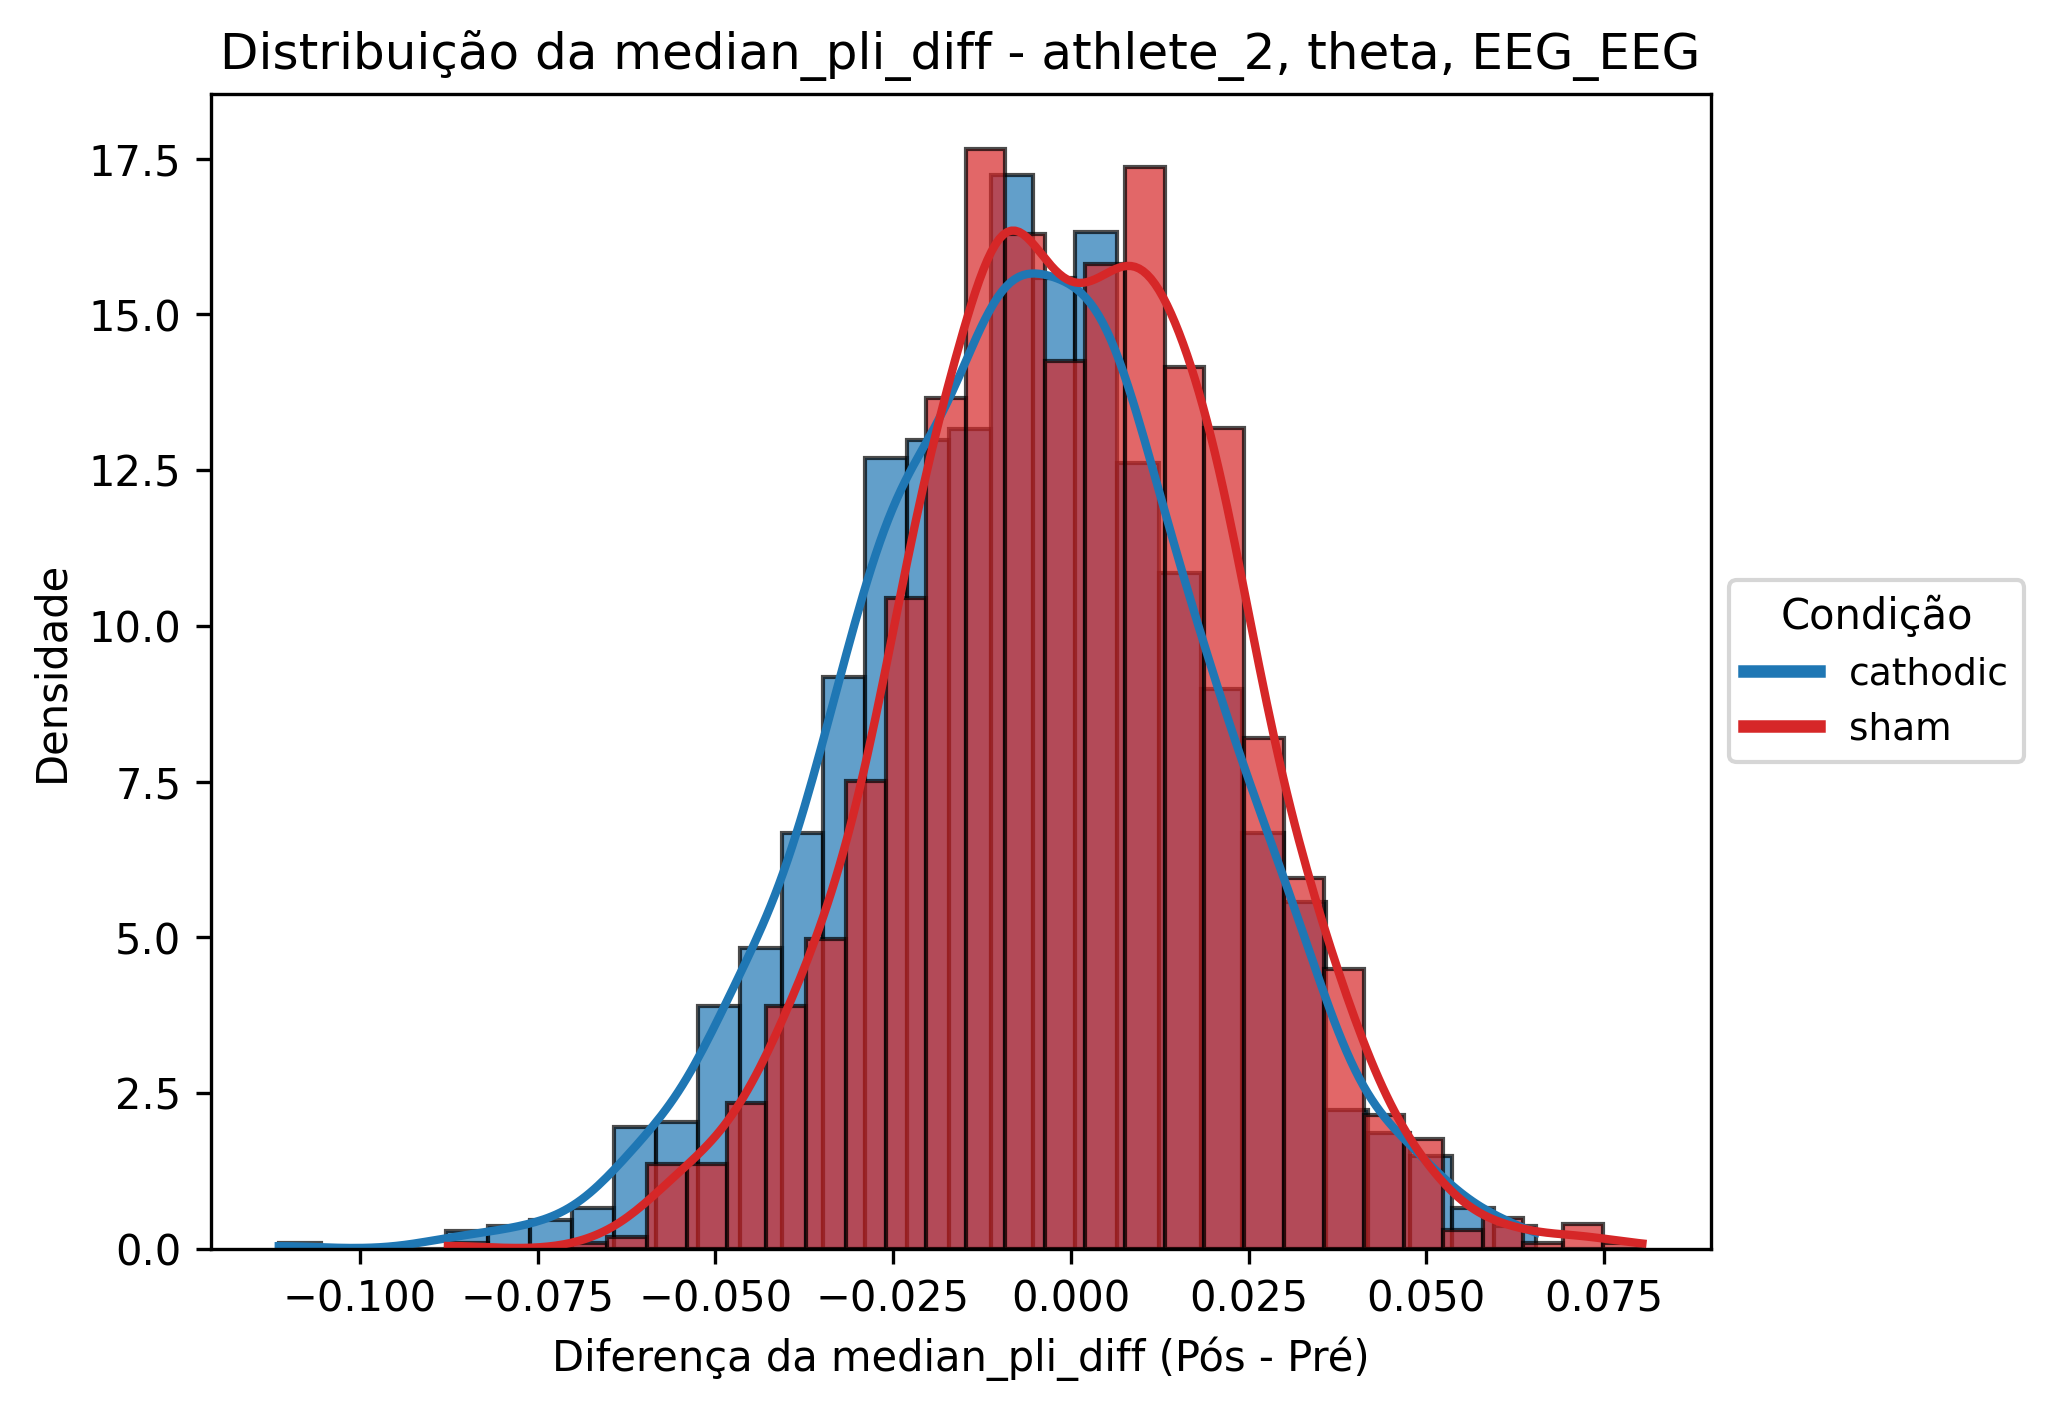 Distribuição da median_pli_diff - athlete_2, theta, EEG_EEG
17.5
15.0
12.5
10.0
7.5
5.0
2.5
0.0
Densidade
−0.100 −0.075 −0.050 −0.025 0.000 0.025 0.050 0.075
Diferença da median_pli_diff (Pós - Pré)
Condição
cathodic
sham